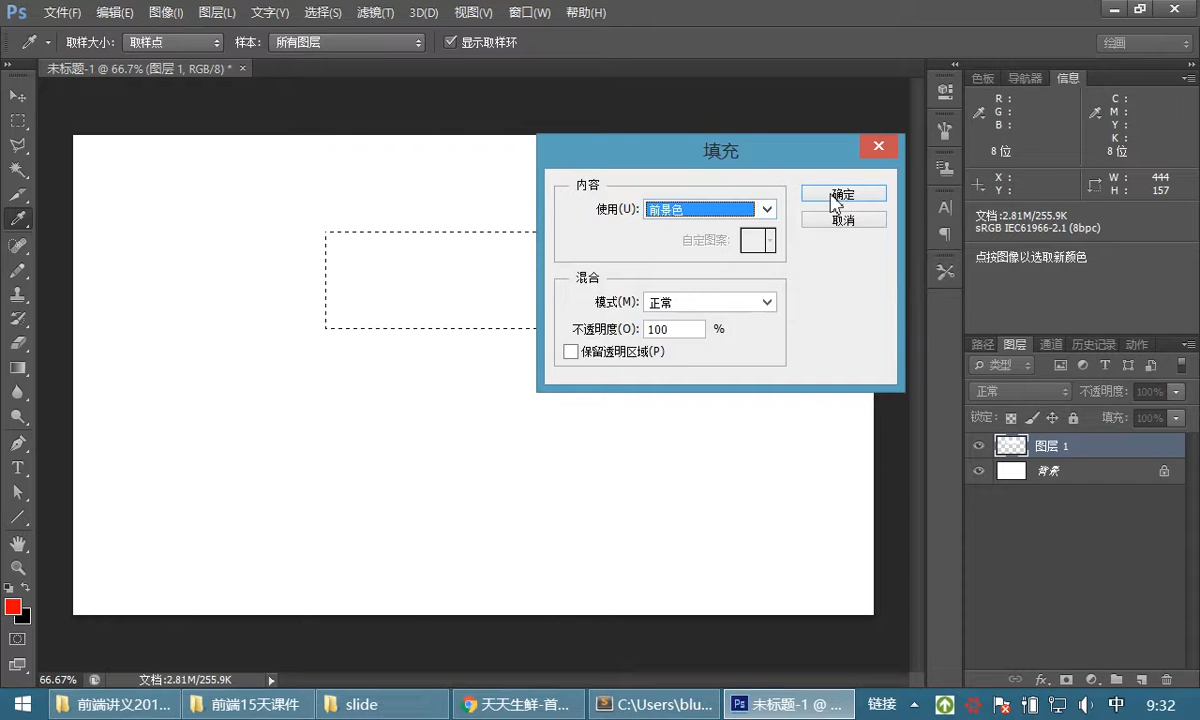 Ps 文件(F) 编辑(E) 图像(I) 图层(L) 文字(Y) 选择(S) 滤镜(T) 3D(D) 视图(V) 窗口(W) 帮助(H)
取样大小: 取样点 样本: 所有图层 显示取样环 绘画
未标题-1 @ 66.7% (图层 1, RGB/8) * ×
色板 导航器 信息
R: C:
G: M:
B: Y:
K:
8 位 8 位
X: W: 444
Y: H: 157
文档:2.81M/255.9K
sRGB IEC61966-2.1 (8bpc)
点按图像以选取新颜色
填充
内容
使用(U): 前景色
确定
自定图案:
取消
混合
模式(M): 正常
不透明度(O): 100 %
保留透明区域(P)
路径 图层 通道 历史记录 动作
类型
正常 不透明度: 100%
锁定: 填充: 100%
图层 1
背景
fx
66.67% 文档:2.81M/255.9K
前端讲义201... 前端15天课件 slide 天天生鲜-首... C:\Users\blu... Ps 未标题-1 @ ... 链接 中 9:32